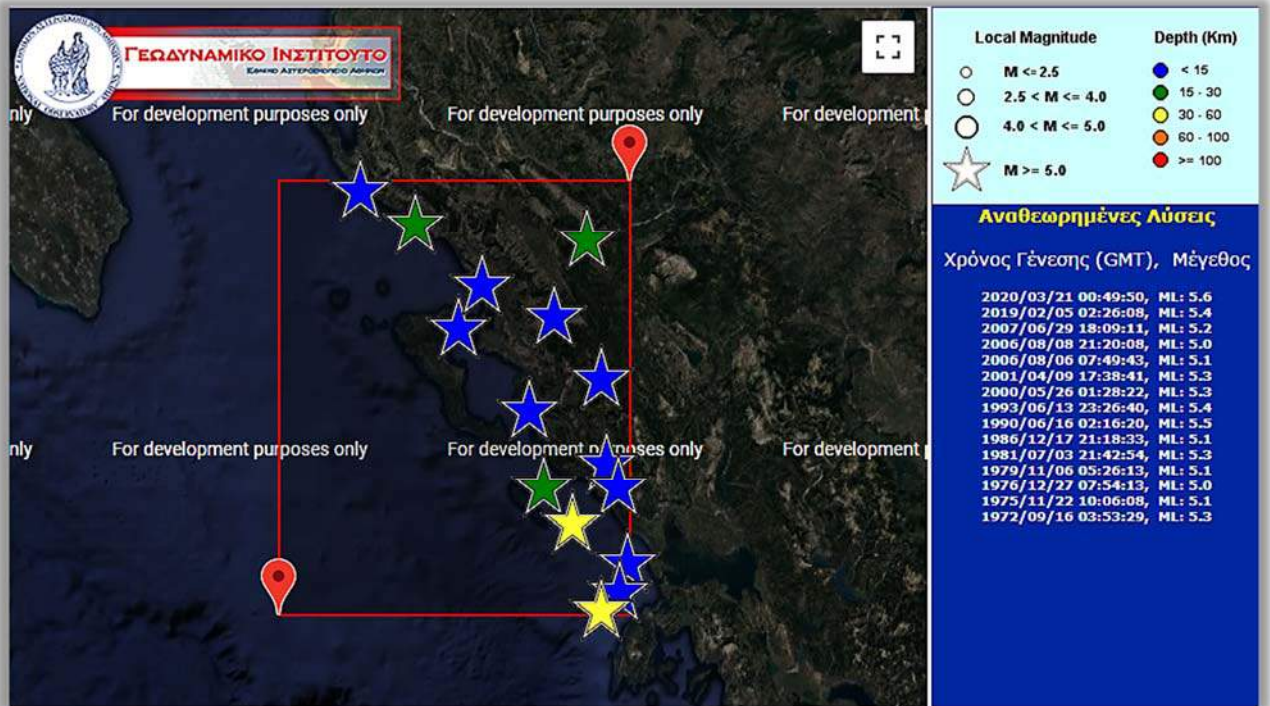 ΓΕΩΔΥΝΑΜΙΚΟ ΙΝΣΤΙΤΟΥΤΟ
ΕΘΝΙΚΟ ΑΣΤΕΡΟΣΚΟΠΕΙΟ ΑΘΗΝΩΝ
nly For development purposes only For development purposes only For development
nly For development purposes only For development purposes only For development
Local Magnitude Depth (Km)
M <= 2.5 < 15
2.5 < M <= 4.0 15 - 30
4.0 < M <= 5.0 30 - 60
60 - 100
M >= 5.0 >= 100
Αναθεωρημένες Λύσεις
Χρόνος Γένεσης (GMT), Μέγεθος
2020/03/21 00:49:50, ML: 5.6
2019/02/05 02:26:08, ML: 5.4
2007/06/29 18:09:11, ML: 5.2
2006/08/08 21:20:08, ML: 5.0
2006/08/06 07:49:43, ML: 5.1
2001/04/09 17:38:41, ML: 5.3
2000/05/26 01:28:22, ML: 5.3
1993/06/13 23:26:40, ML: 5.4
1990/06/16 02:16:20, ML: 5.5
1986/12/17 21:18:33, ML: 5.1
1981/07/03 21:42:54, ML: 5.3
1979/11/06 05:26:13, ML: 5.1
1976/12/27 07:54:13, ML: 5.0
1975/11/22 10:06:08, ML: 5.1
1972/09/16 03:53:29, ML: 5.3